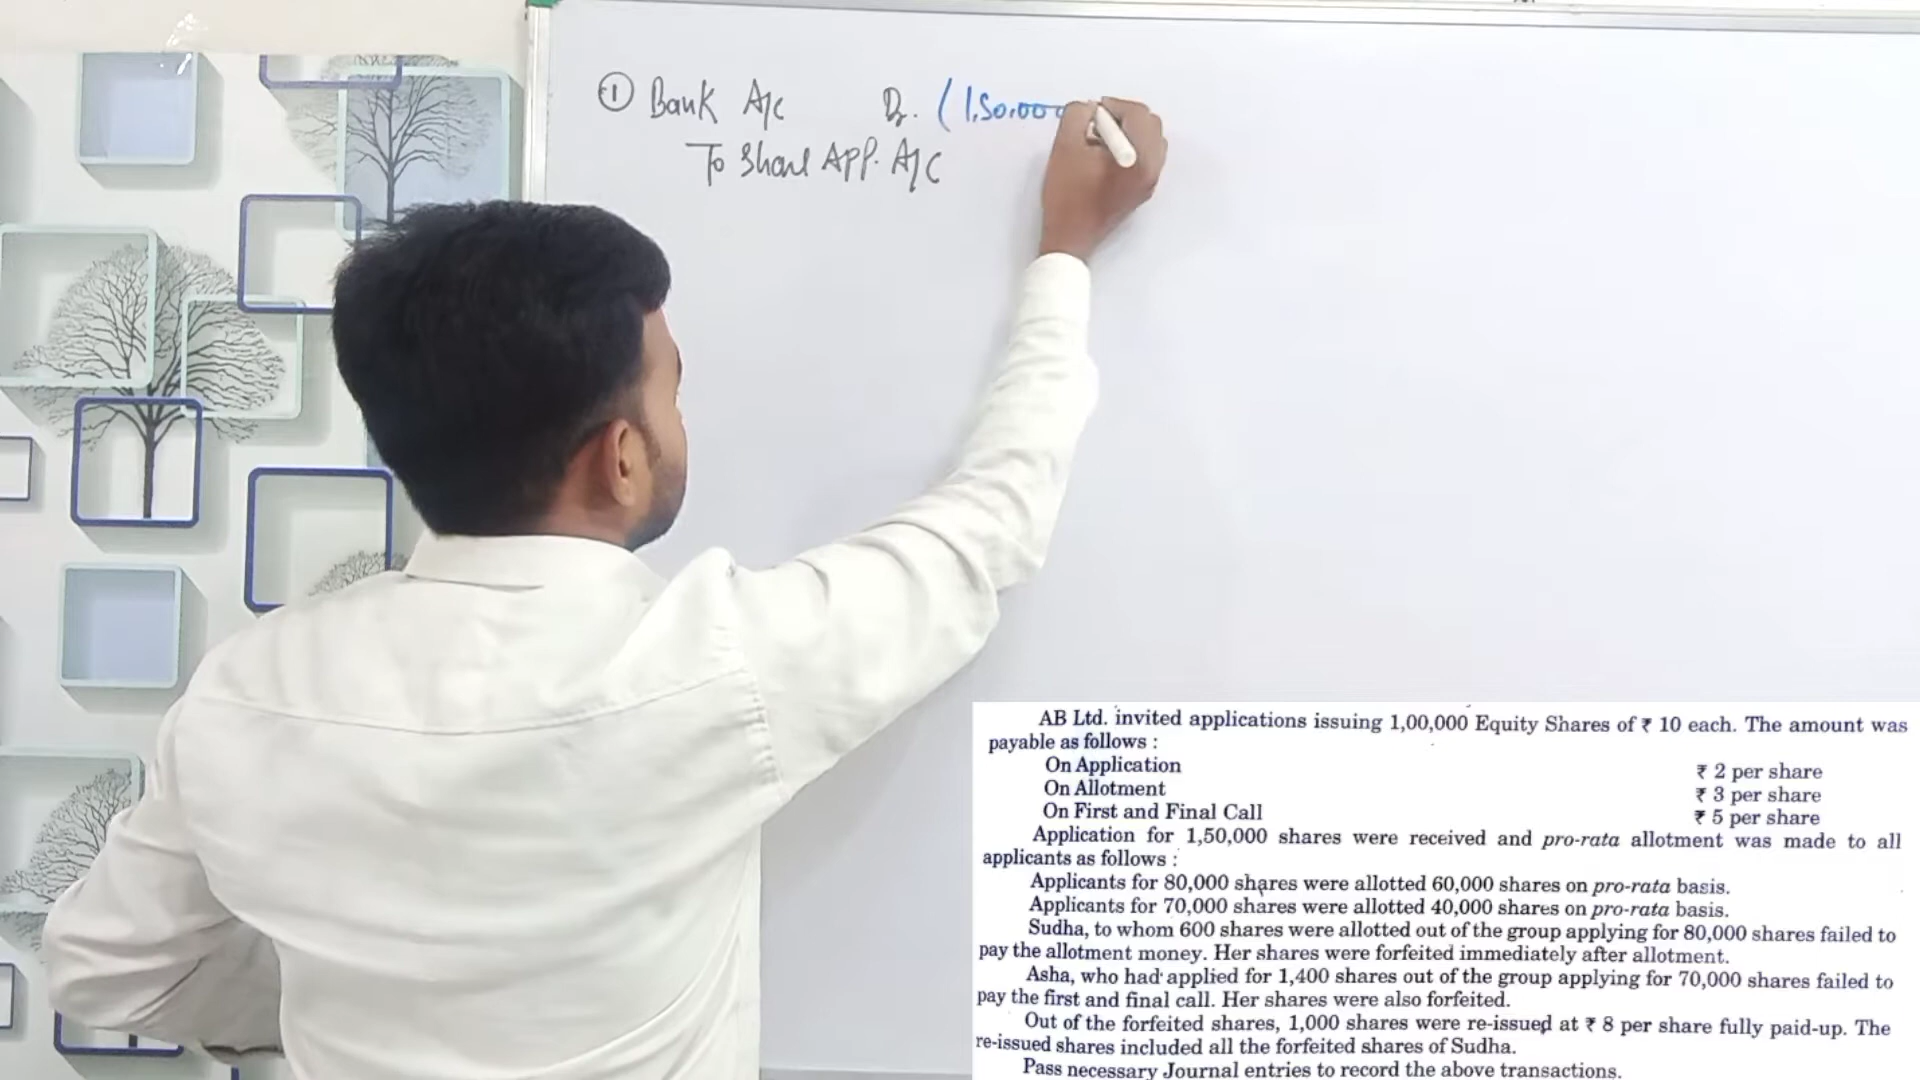 ① Bank A/c Dr. (1,50,000
To Share App. A/C
AB Ltd. invited applications issuing 1,00,000 Equity Shares of ₹ 10 each. The amount was
payable as follows :
On Application ₹ 2 per share
On Allotment ₹ 3 per share
On First and Final Call ₹ 5 per share
Application for 1,50,000 shares were received and pro-rata allotment was made to all
applicants as follows :
Applicants for 80,000 shares were allotted 60,000 shares on pro-rata basis.
Applicants for 70,000 shares were allotted 40,000 shares on pro-rata basis.
Sudha, to whom 600 shares were allotted out of the group applying for 80,000 shares failed to
pay the allotment money. Her shares were forfeited immediately after allotment.
Asha, who had applied for 1,400 shares out of the group applying for 70,000 shares failed to
pay the first and final call. Her shares were also forfeited.
Out of the forfeited shares, 1,000 shares were re-issued at ₹ 8 per share fully paid-up. The
re-issued shares included all the forfeited shares of Sudha.
Pass necessary Journal entries to record the above transactions.